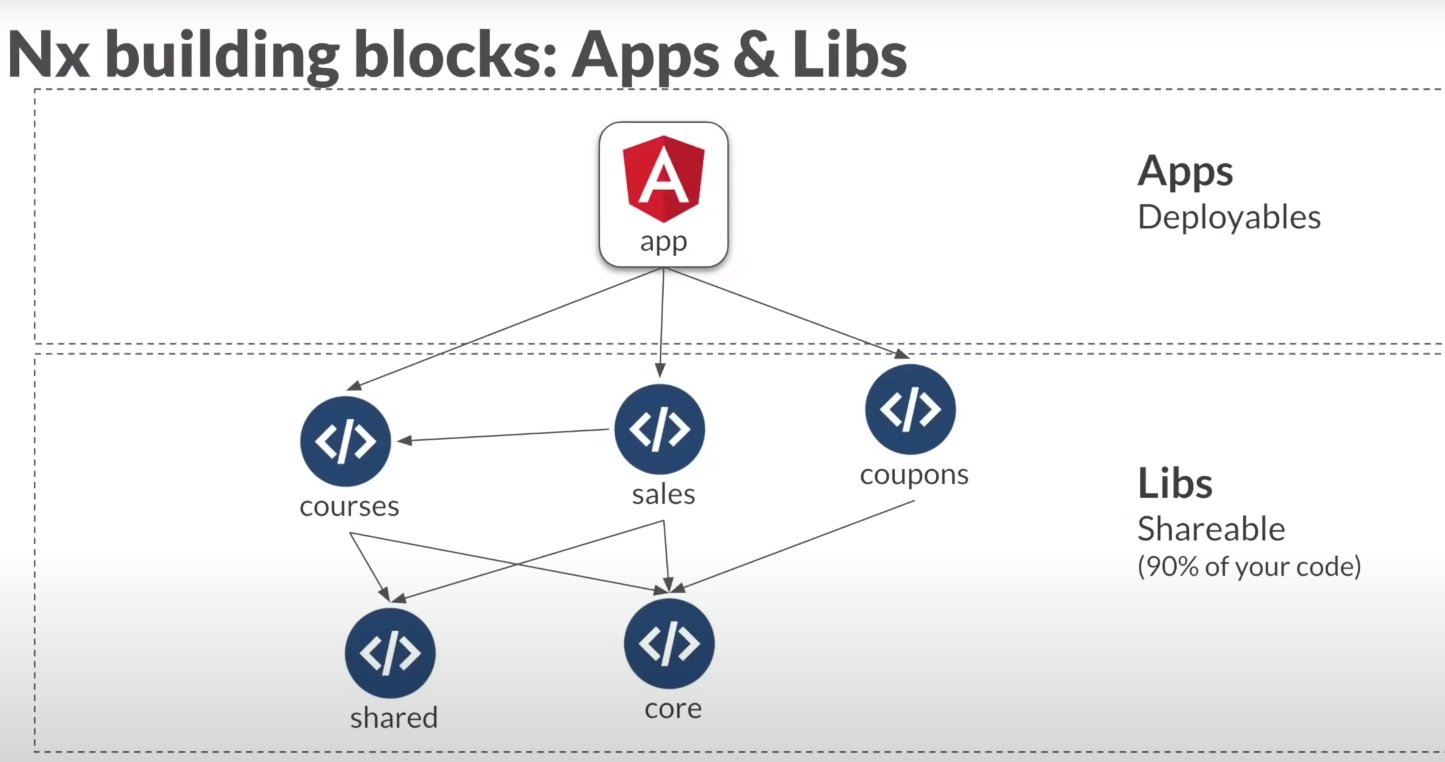 Nx building blocks: Apps & Libs
app
Apps
Deployables
courses
sales
coupons
Libs
Shareable
(90% of your code)
shared
core